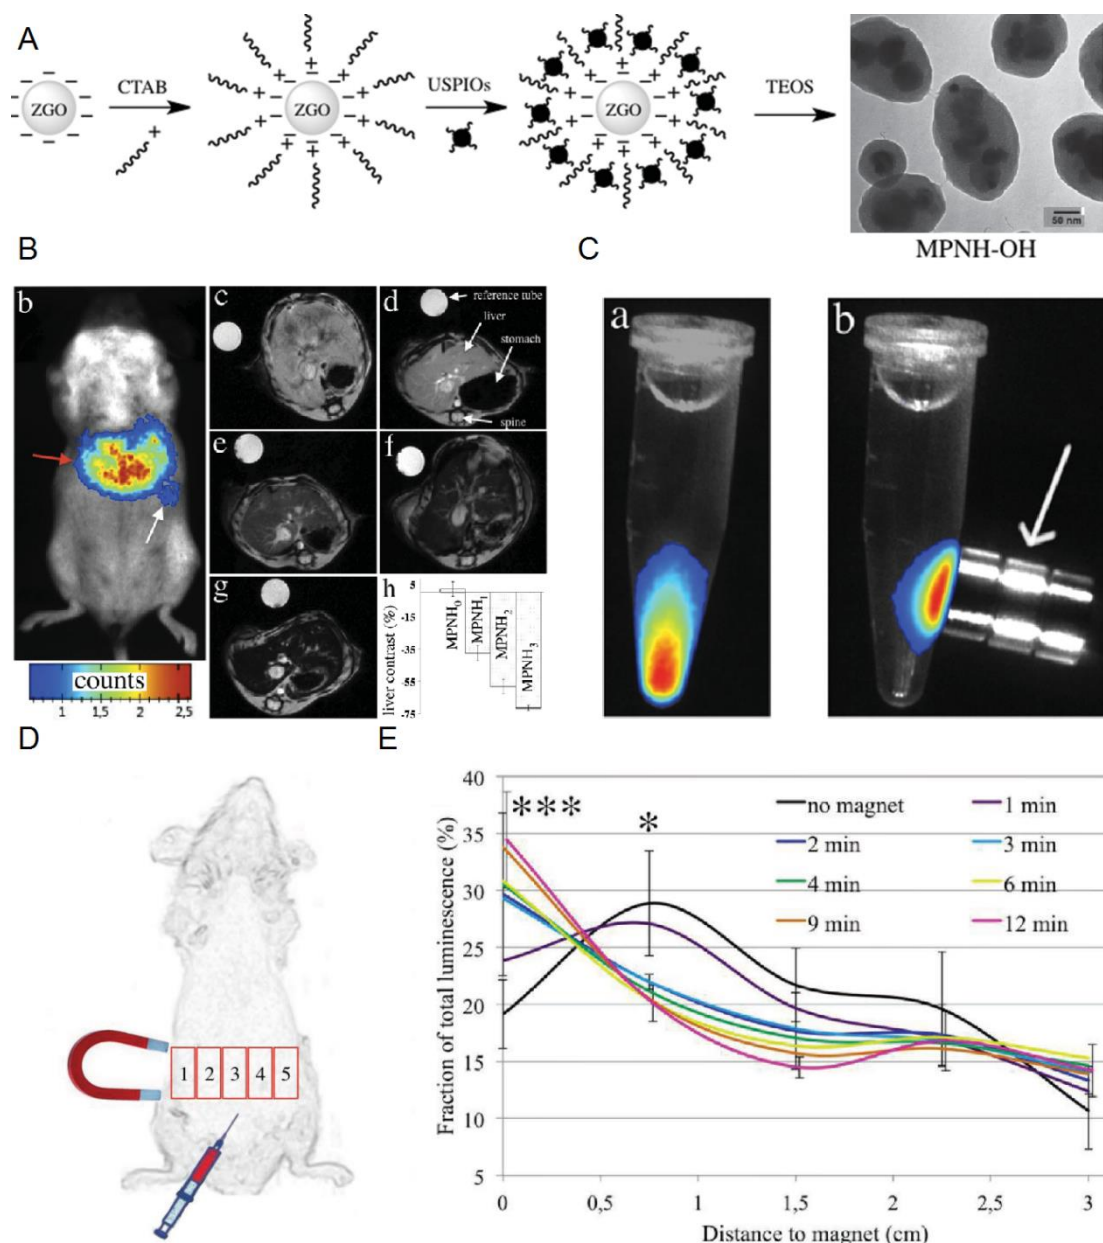 A
CTAB
USPIOs
TEOS
ZGO
ZGO
ZGO
50 nm
MPNH-OH
B
b
c
d
reference tube
liver
stomach
spine
e
f
g
h
5
-15
-35
-55
-75
liver contrast (%)
MPNH0
MPNH1
MPNH2
MPNH3
counts
1
1,5
2
2,5
C
a
b
D
1 2 3 4 5
E
Fraction of total luminescence (%)
40
35
30
25
20
15
10
5
***
*
no magnet
1 min
2 min
3 min
4 min
6 min
9 min
12 min
0 0,5 1 1,5 2 2,5 3
Distance to magnet (cm)